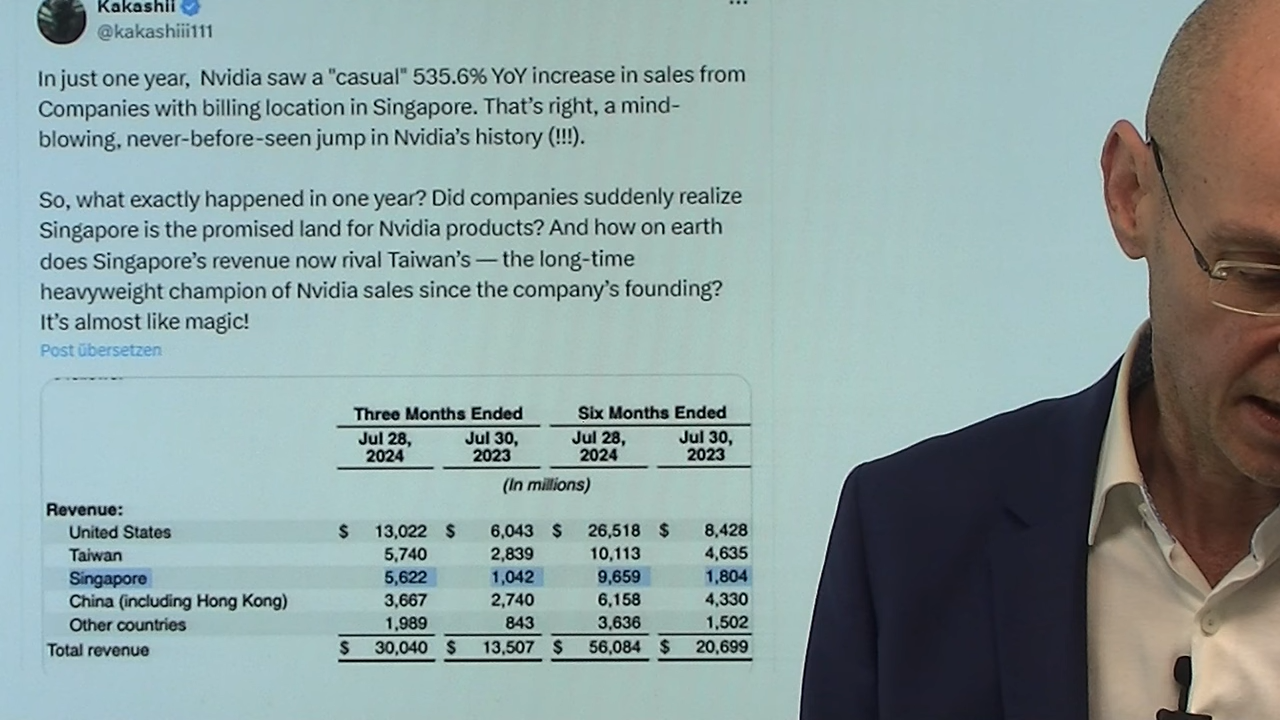 Kakashii
@kakashiii111
In just one year, Nvidia saw a "casual" 535.6% YoY increase in sales from
Companies with billing location in Singapore. That's right, a mind-
blowing, never-before-seen jump in Nvidia's history (!!!).
So, what exactly happened in one year? Did companies suddenly realize
Singapore is the promised land for Nvidia products? And how on earth
does Singapore's revenue now rival Taiwan's — the long-time
heavyweight champion of Nvidia sales since the company's founding?
It's almost like magic!
Post übersetzen
Three Months Ended Six Months Ended
Jul 28, Jul 30, Jul 28, Jul 30,
2024 2023 2024 2023
(In millions)
Revenue:
United States $ 13,022 $ 6,043 $ 26,518 $ 8,428
Taiwan 5,740 2,839 10,113 4,635
Singapore 5,622 1,042 9,659 1,804
China (including Hong Kong) 3,667 2,740 6,158 4,330
Other countries 1,989 843 3,636 1,502
Total revenue $ 30,040 $ 13,507 $ 56,084 $ 20,699